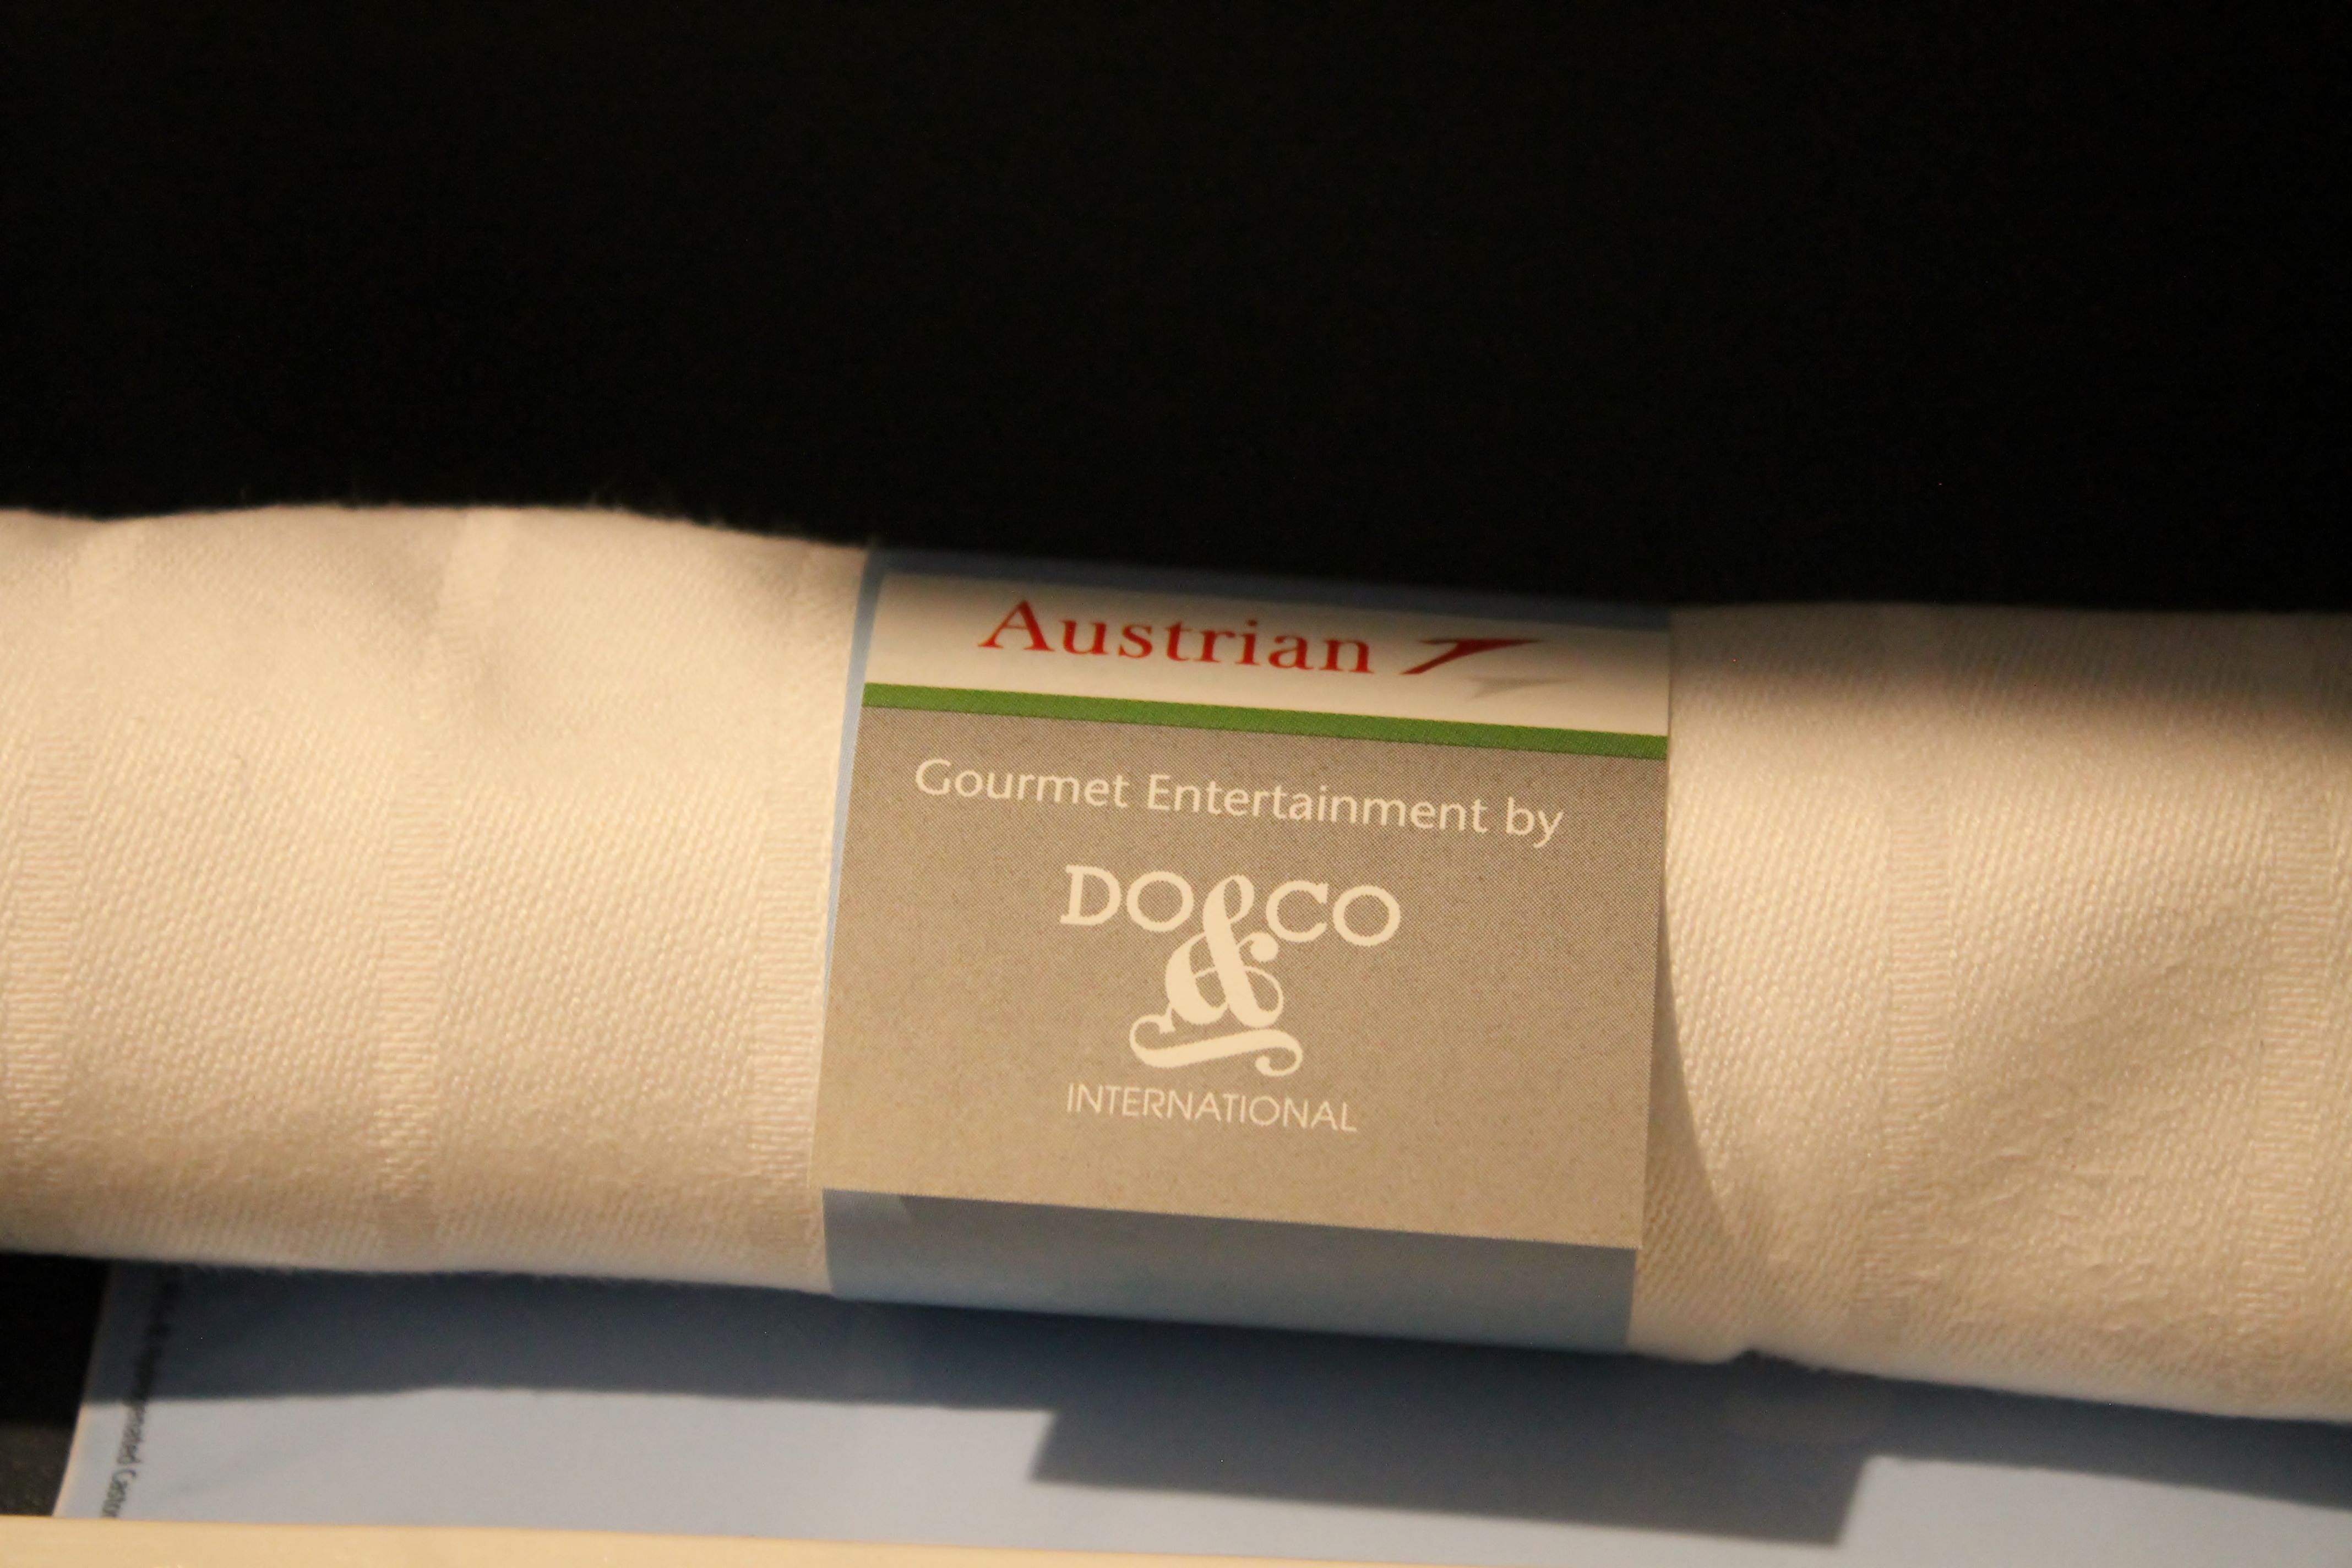 Austrian
Gourmet Entertainment by
DO & CO
INTERNATIONAL